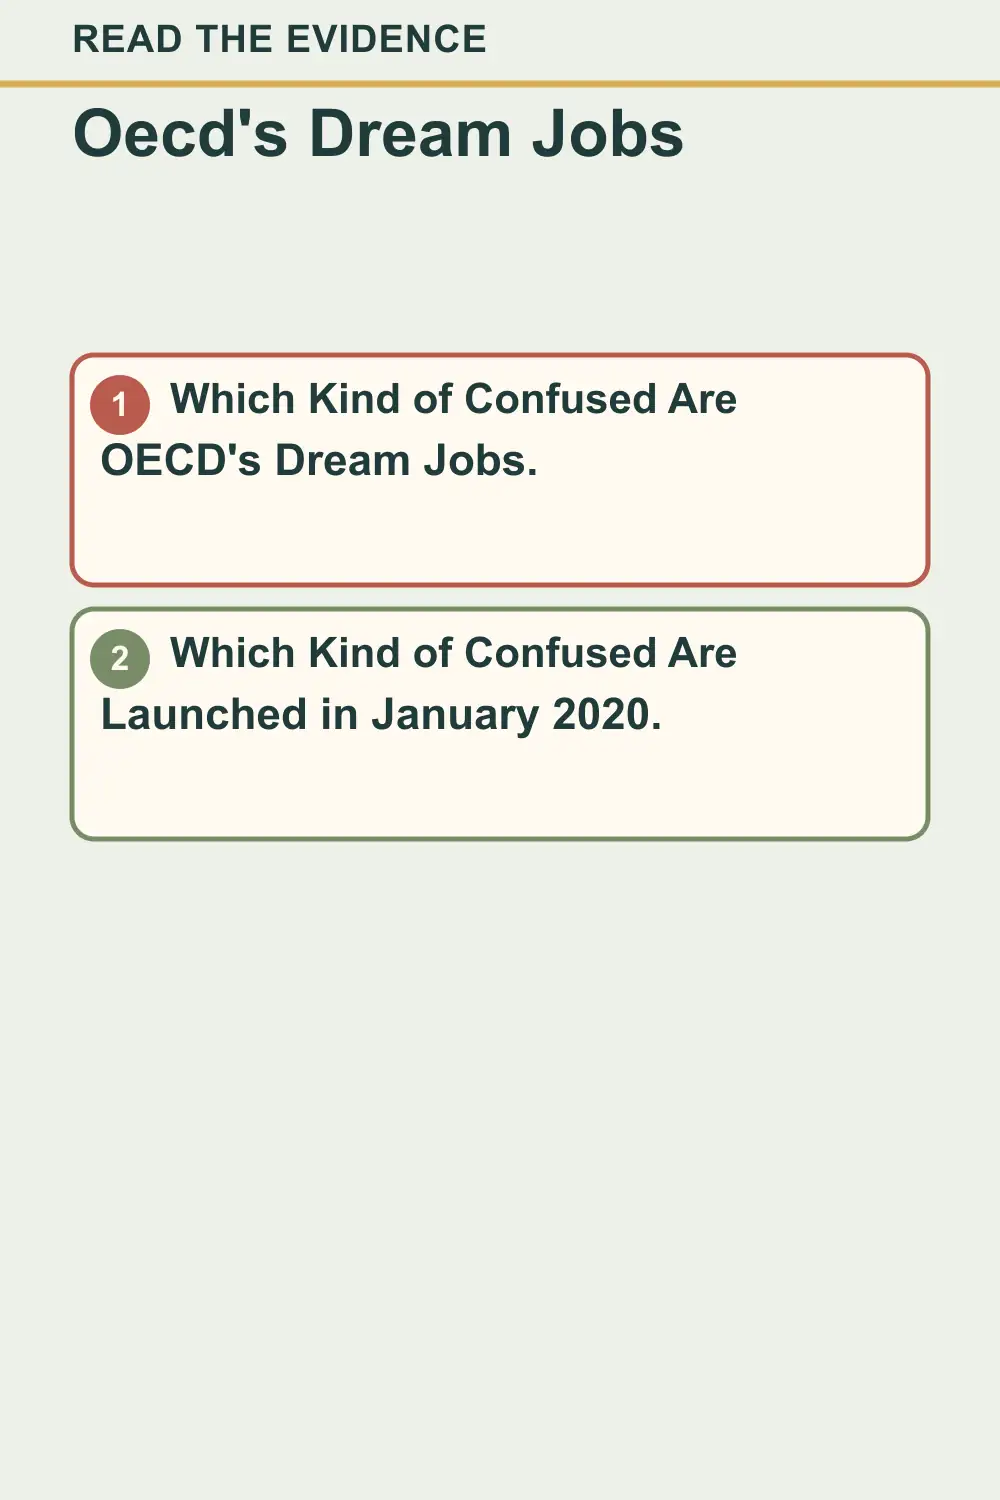 READ THE EVIDENCE
Oecd's Dream Jobs
1 Which Kind of Confused Are
OECD's Dream Jobs.
2 Which Kind of Confused Are
Launched in January 2020.